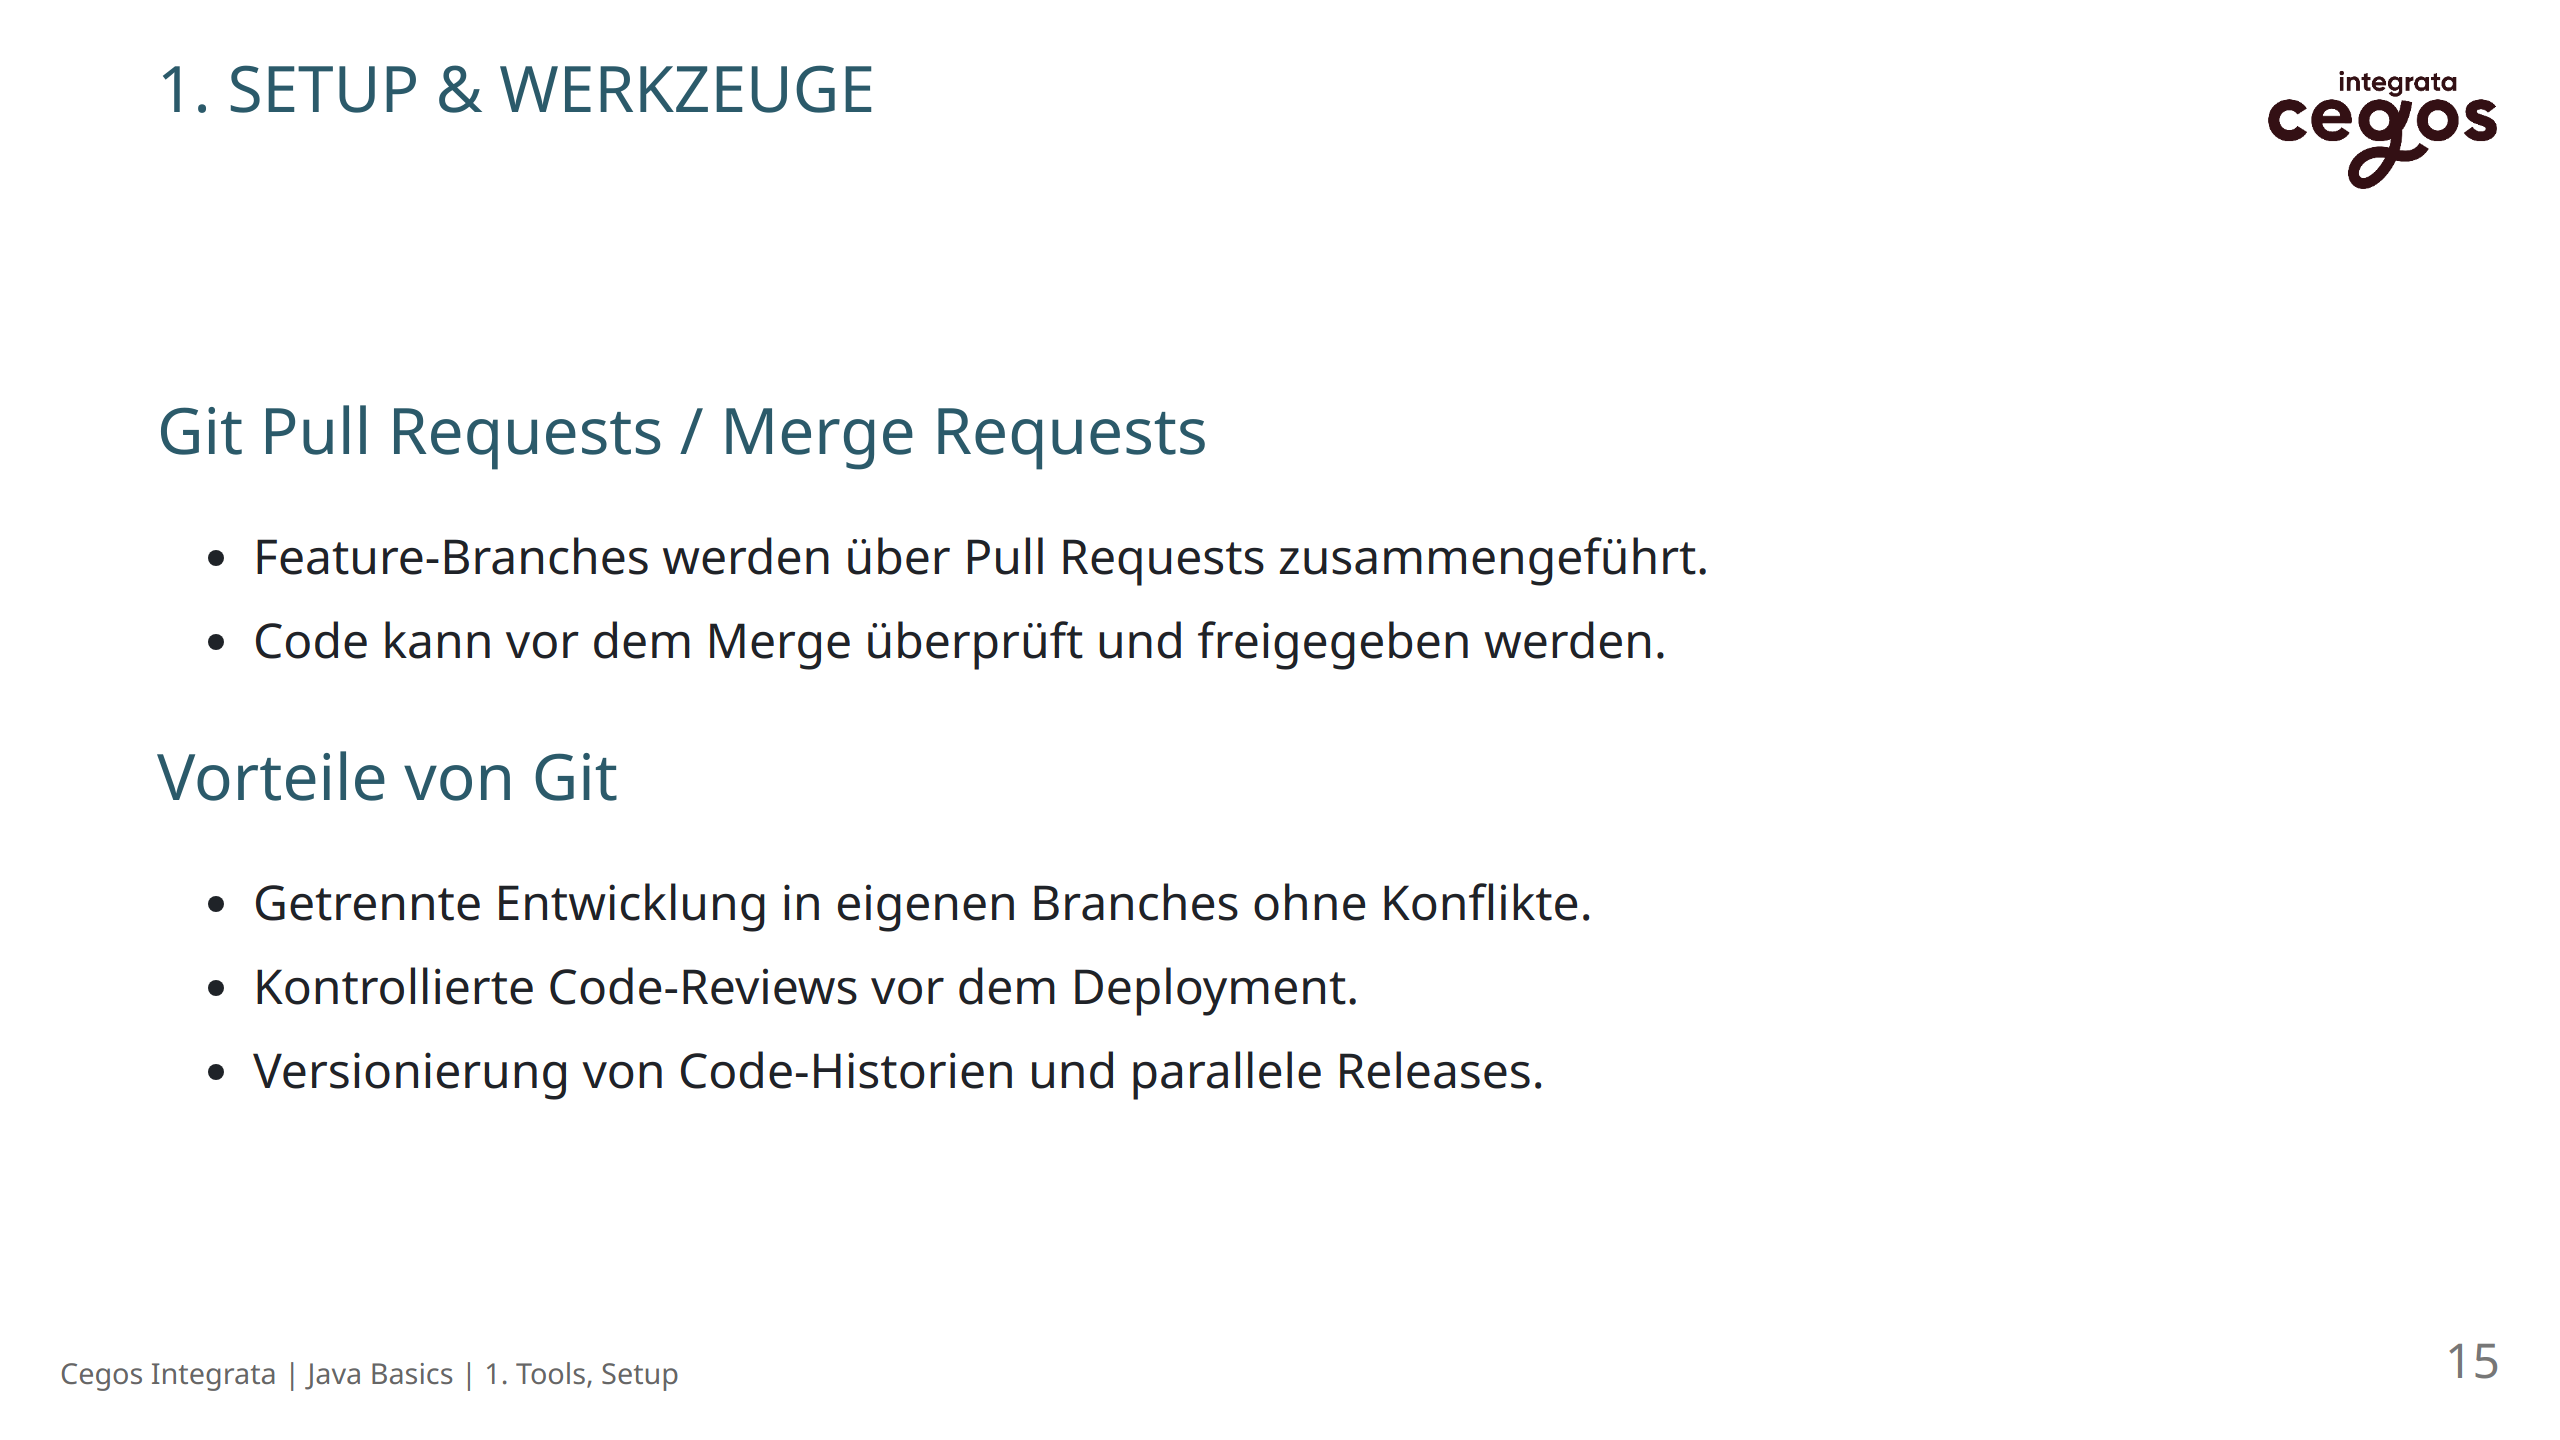 1. SETUP & WERKZEUGE
integrata
cegos
Git Pull Requests / Merge Requests
• Feature-Branches werden über Pull Requests zusammengeführt.
• Code kann vor dem Merge überprüft und freigegeben werden.
Vorteile von Git
• Getrennte Entwicklung in eigenen Branches ohne Konflikte.
• Kontrollierte Code-Reviews vor dem Deployment.
• Versionierung von Code-Historien und parallele Releases.
Cegos Integrata | Java Basics | 1. Tools, Setup
15